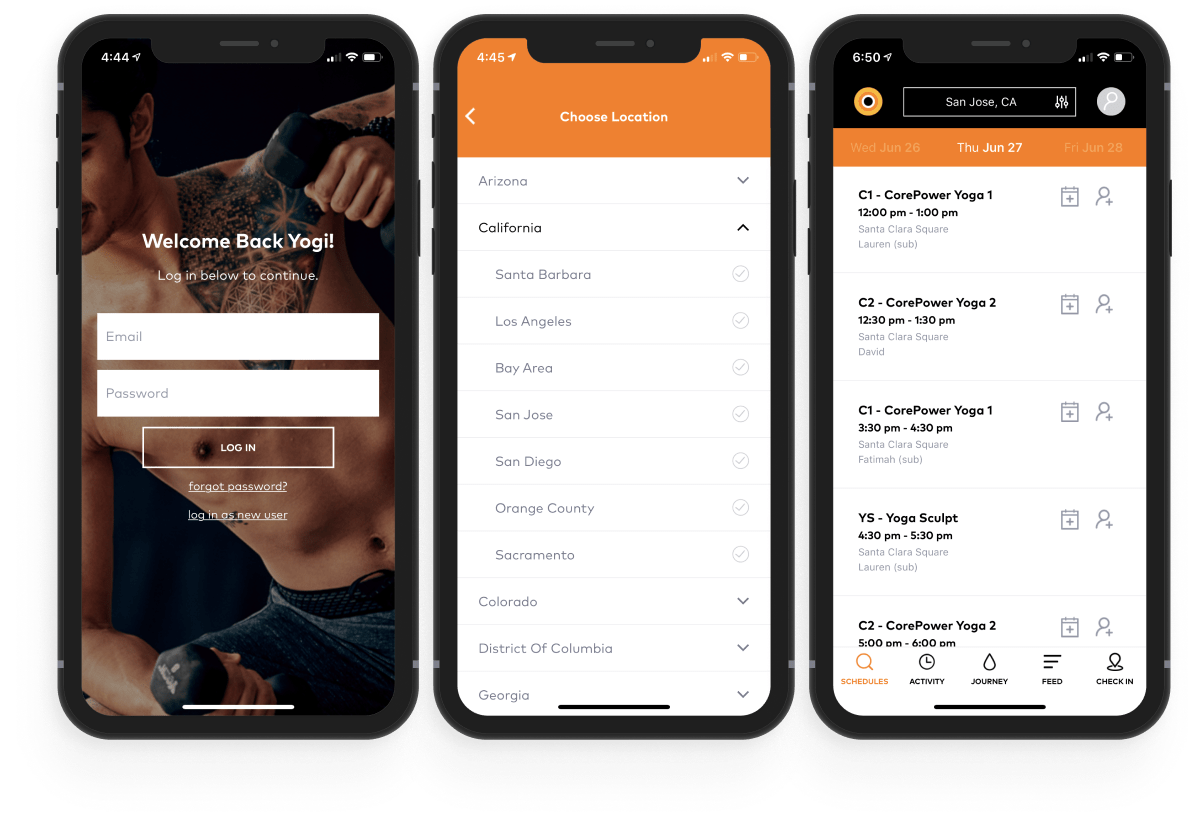 4:44
Welcome Back Yogi!
Log in below to continue.
Email
Password
LOG IN
forgot password?
log in as new user
4:45
Choose Location
Arizona
California
Santa Barbara
Los Angeles
Bay Area
San Jose
San Diego
Orange County
Sacramento
Colorado
District Of Columbia
Georgia
6:50
San Jose, CA
Wed Jun 26
Thu Jun 27
Fri Jun 28
C1 - CorePower Yoga 1
12:00 pm - 1:00 pm
Santa Clara Square
Lauren (sub)
C2 - CorePower Yoga 2
12:30 pm - 1:30 pm
Santa Clara Square
David
C1 - CorePower Yoga 1
3:30 pm - 4:30 pm
Santa Clara Square
Fatimah (sub)
YS - Yoga Sculpt
4:30 pm - 5:30 pm
Santa Clara Square
Lauren (sub)
C2 - CorePower Yoga 2
5:00 pm - 6:00 pm
SCHEDULES
ACTIVITY
JOURNEY
FEED
CHECK IN